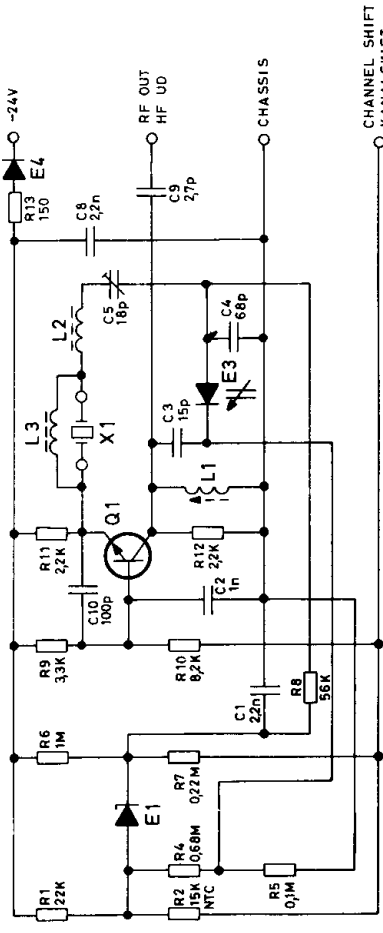 R1
22K
R2
15K
NTC
R4
0,68M
R5
0,1M
E1
R6
1M
R7
0,22M
C1
2,2n
R8
56K
R9
3,3K
R10
8,2K
C10
100p
C2
1n
R11
2,2K
Q1
R12
2,2K
L3
X1
L2
L1
C3
15p
C5
18p
E3
C4
68p
C8
2,2n
R13
150
E4
-24V
C9
2,7p
RF OUT
HF UD
CHASSIS
CHANNEL SHIFT